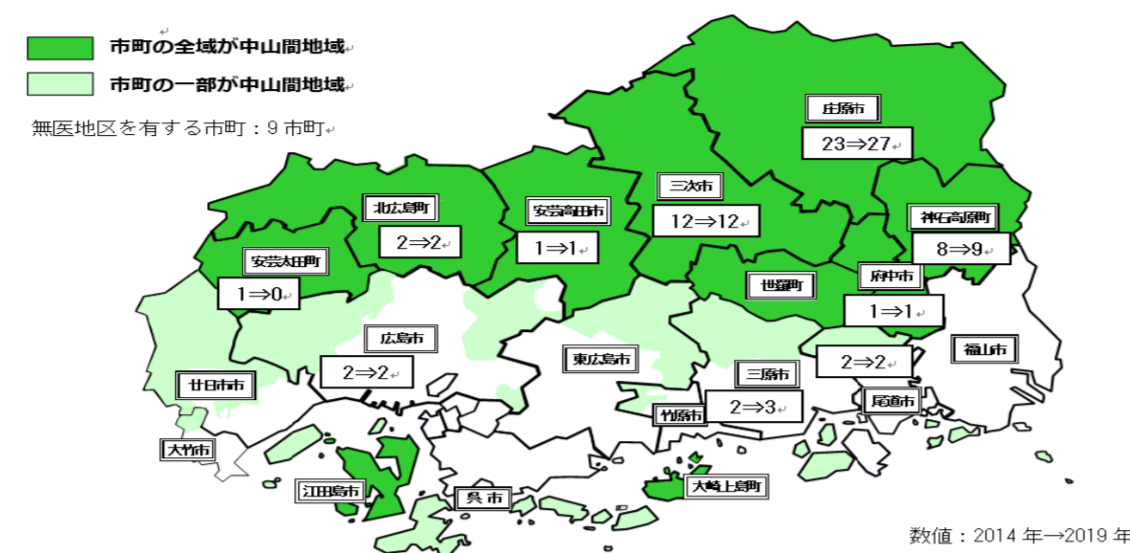 市町の全域が中山間地域
市町の一部が中山間地域
無医地区を有する市町：9市町
庄原市
23⇒27
三次市
12⇒12
神石高原町
8⇒9
北広島町
2⇒2
安芸高田市
1⇒1
安芸太田町
1⇒0
世羅町
府中市
1⇒1
広島市
2⇒2
東広島市
三原市
2⇒3
2⇒2
福山市
尾道市
廿日市市
竹原市
大竹市
江田島市
呉市
大崎上島町
数値：2014年→2019年